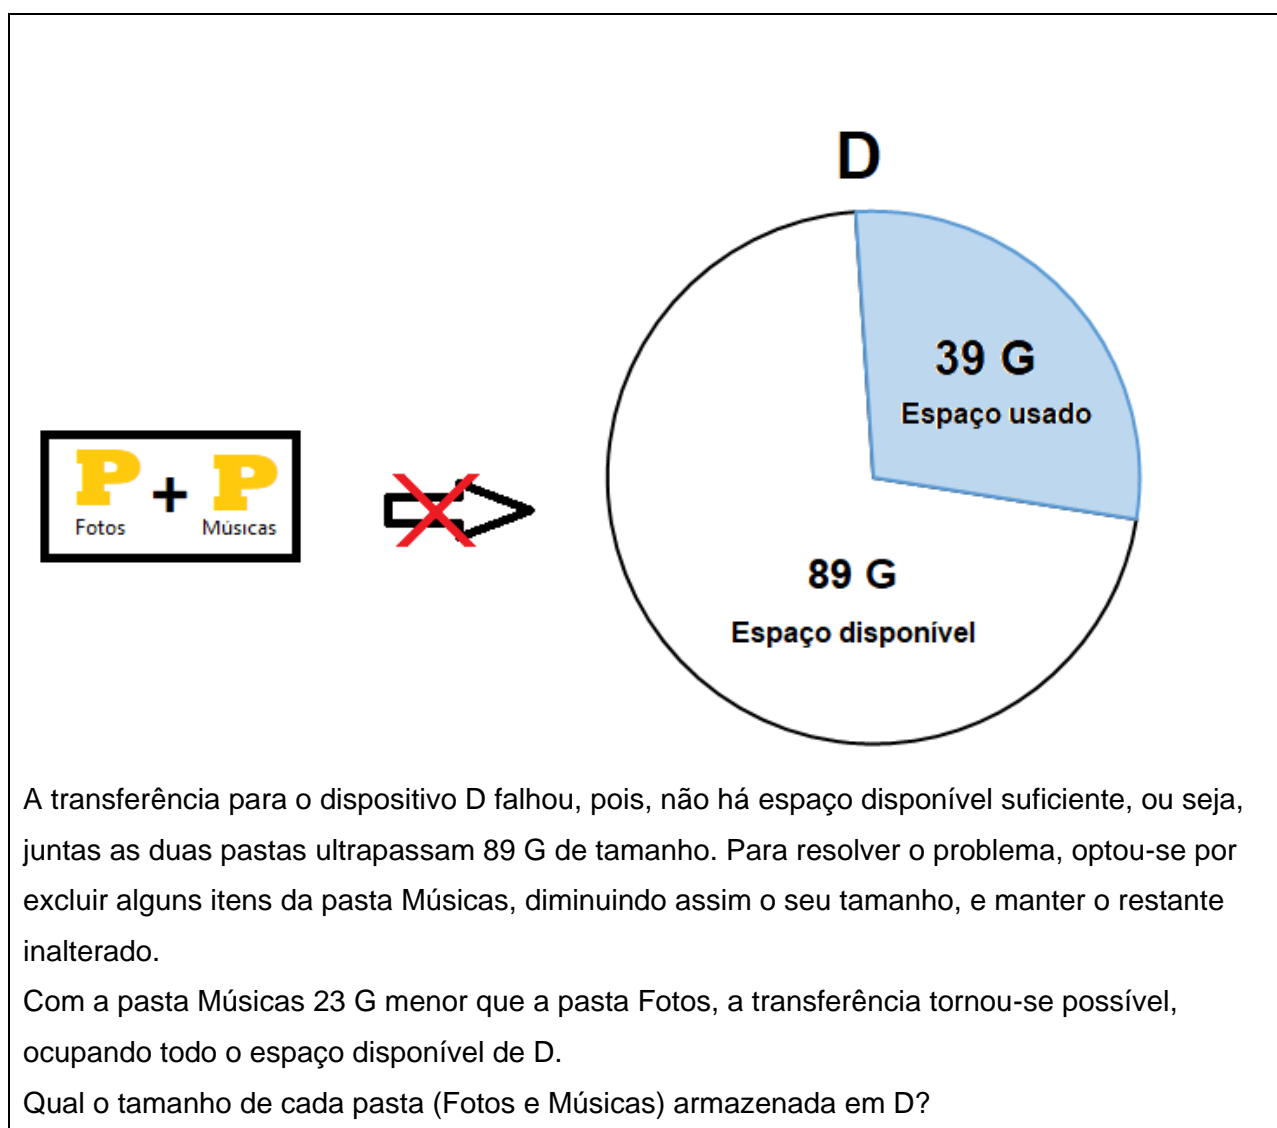 D
39 G
Espaço usado
P + P
Fotos Músicas
89 G
Espaço disponível
A transferência para o dispositivo D falhou, pois, não há espaço disponível suficiente, ou seja,
juntas as duas pastas ultrapassam 89 G de tamanho. Para resolver o problema, optou-se por
excluir alguns itens da pasta Músicas, diminuindo assim o seu tamanho, e manter o restante
inalterado.
Com a pasta Músicas 23 G menor que a pasta Fotos, a transferência tornou-se possível,
ocupando todo o espaço disponível de D.
Qual o tamanho de cada pasta (Fotos e Músicas) armazenada em D?